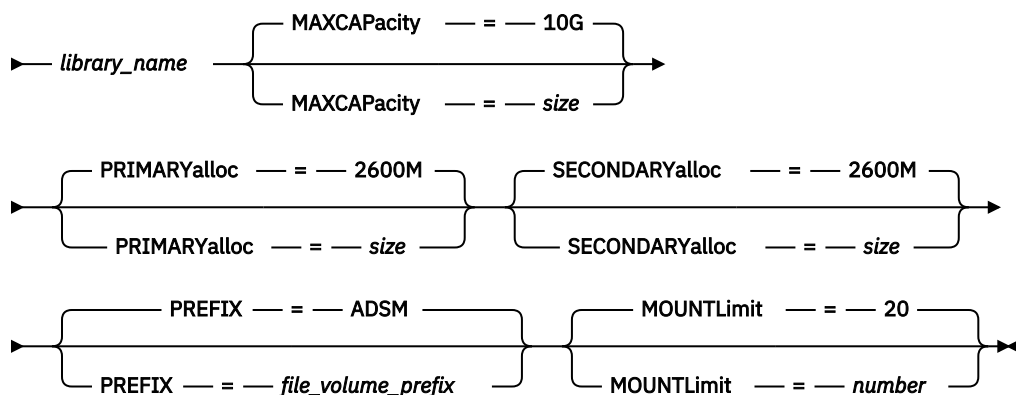 MAXCAPacity = 10G
library_name
MAXCAPacity = size
PRIMARYalloc = 2600M SECONDARYalloc = 2600M
PRIMARYalloc = size SECONDARYalloc = size
PREFIX = ADSM MOUNTLimit = 20
PREFIX = file_volume_prefix MOUNTLimit = number